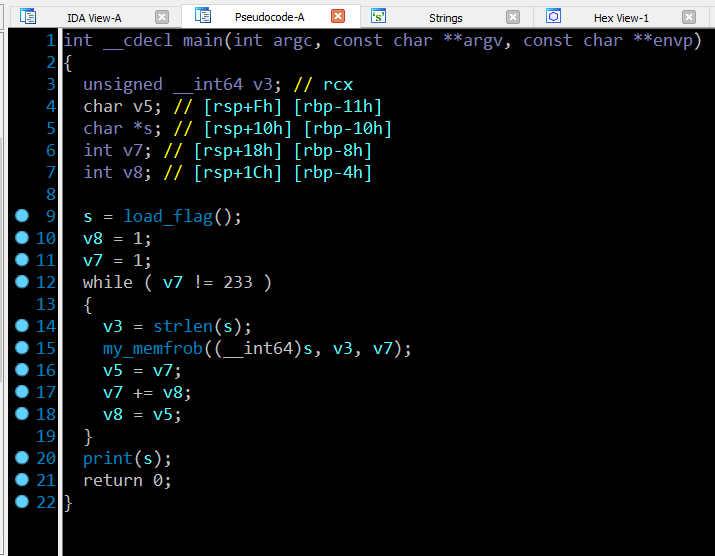 IDA View-A Pseudocode-A Strings Hex View-1
1 int __cdecl main(int argc, const char **argv, const char **envp)
2 {
3 unsigned __int64 v3; // rcx
4 char v5; // [rsp+Fh] [rbp-11h]
5 char *s; // [rsp+10h] [rbp-10h]
6 int v7; // [rsp+18h] [rbp-8h]
7 int v8; // [rsp+1Ch] [rbp-4h]
8
9 s = load_flag();
10 v8 = 1;
11 v7 = 1;
12 while ( v7 != 233 )
13 {
14 v3 = strlen(s);
15 my_memfrob((__int64)s, v3, v7);
16 v5 = v7;
17 v7 += v8;
18 v8 = v5;
19 }
20 print(s);
21 return 0;
22 }